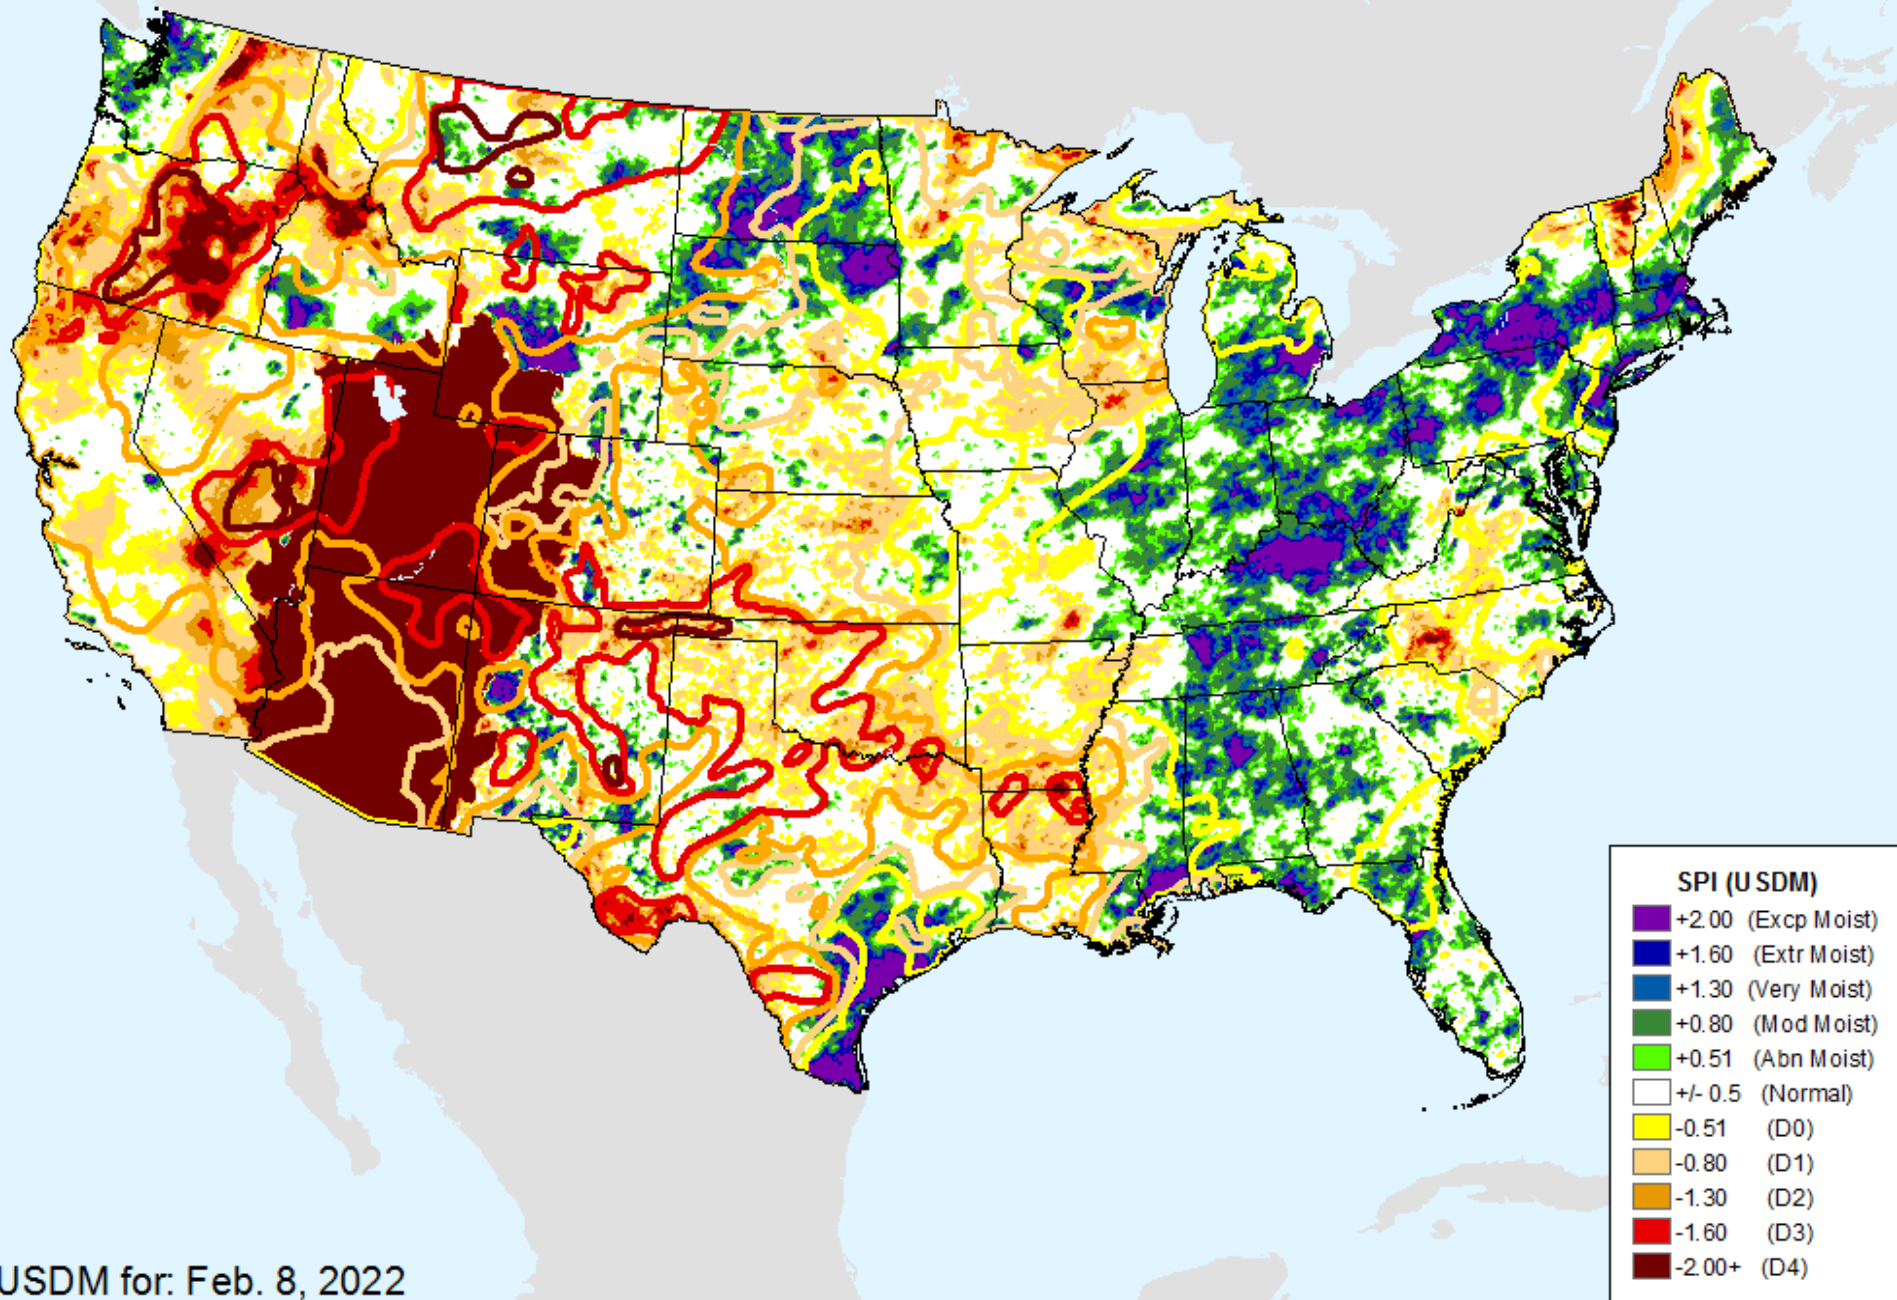 SPI (USDM)
+2.00 (Excp Moist)
+1.60 (Extr Moist)
+1.30 (Very Moist)
+0.80 (Mod Moist)
+0.51 (Abn Moist)
+/- 0.5 (Normal)
-0.51 (D0)
-0.80 (D1)
-1.30 (D2)
-1.60 (D3)
-2.00+ (D4)
USDM for: Feb. 8, 2022